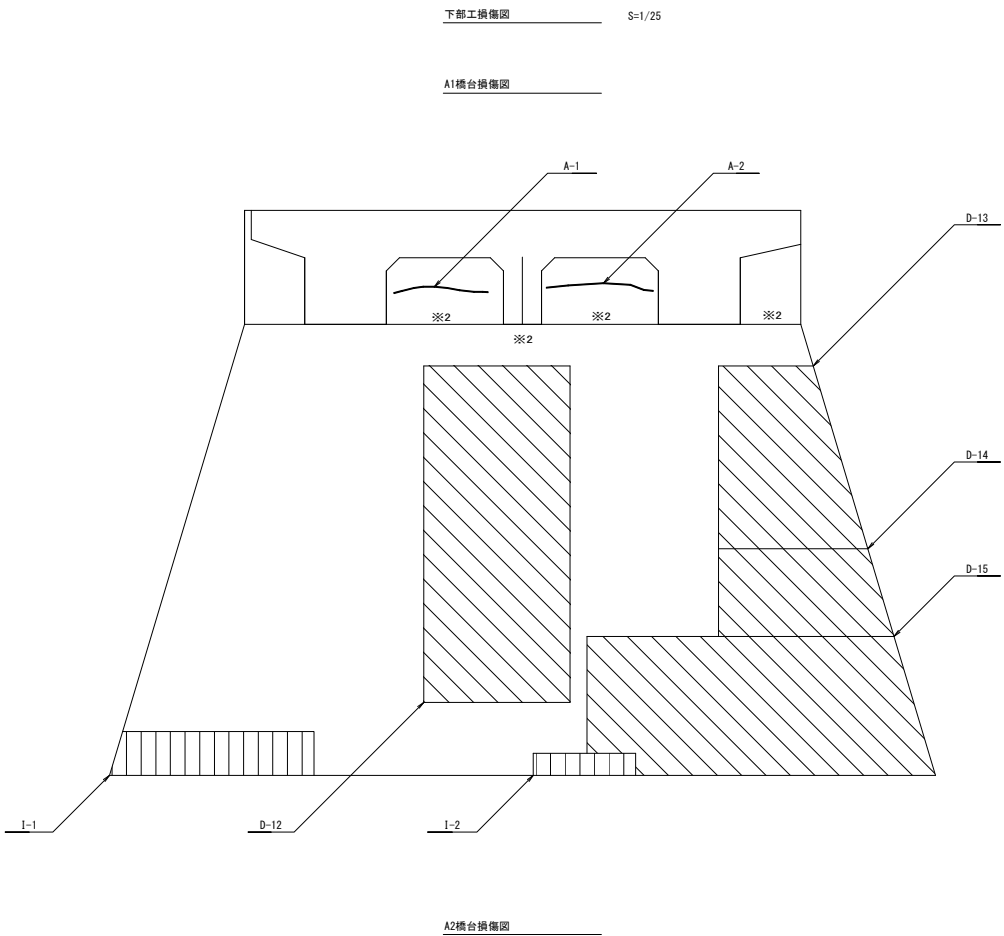 下部工損傷図 S=1/25
A1橋台損傷図
A-1 A-2
D-13
※2 ※2 ※2
※2
D-14
D-15
I-1 D-12 I-2
A2橋台損傷図